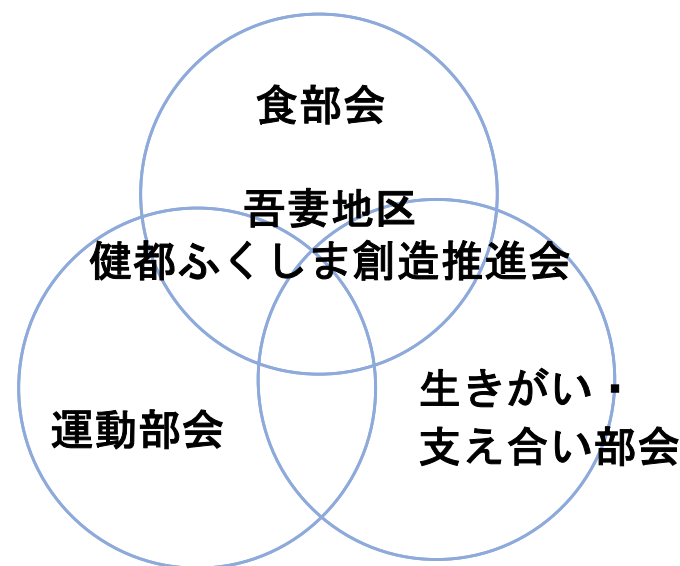 食部会
吾妻地区
健都ふくしま創造推進会
運動部会
生きがい・
支え合い部会